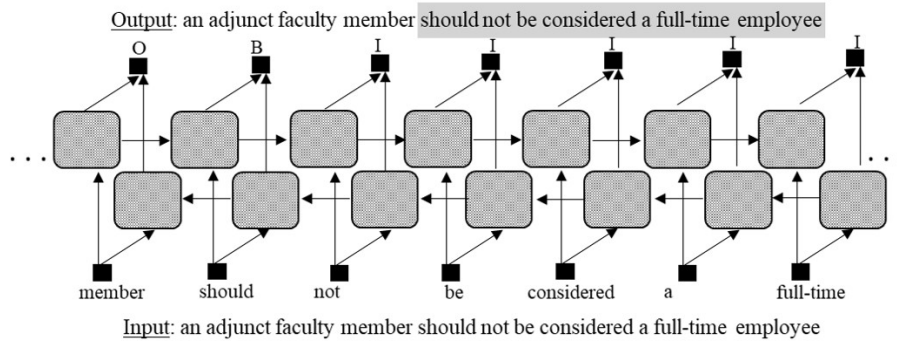 Output: an adjunct faculty member should not be considered a full-time employee
O B I I I I I
. . . . .
member should not be considered a full-time
Input: an adjunct faculty member should not be considered a full-time employee